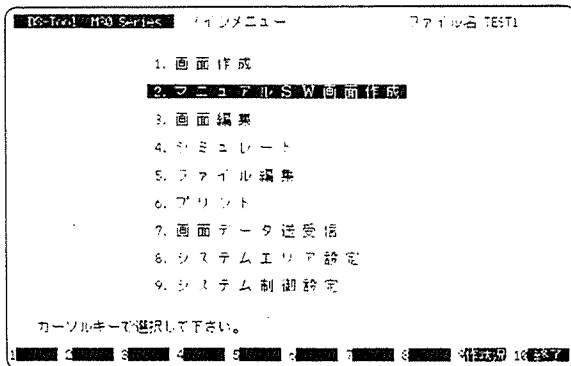 DS-Tool M30 Series メインメニュー ファイル名 TEST1
1. 画面作成
2. マニュアルSW画面作成
3. 画面編集
4. シミュレート
5. ファイル編集
6. プリント
7. 画面データ送受信
8. システムエリア設定
9. システム制御設定
カーソルキーで選択して下さい。
1 2 3 4 5 6 7 8 9作状況 10 終了